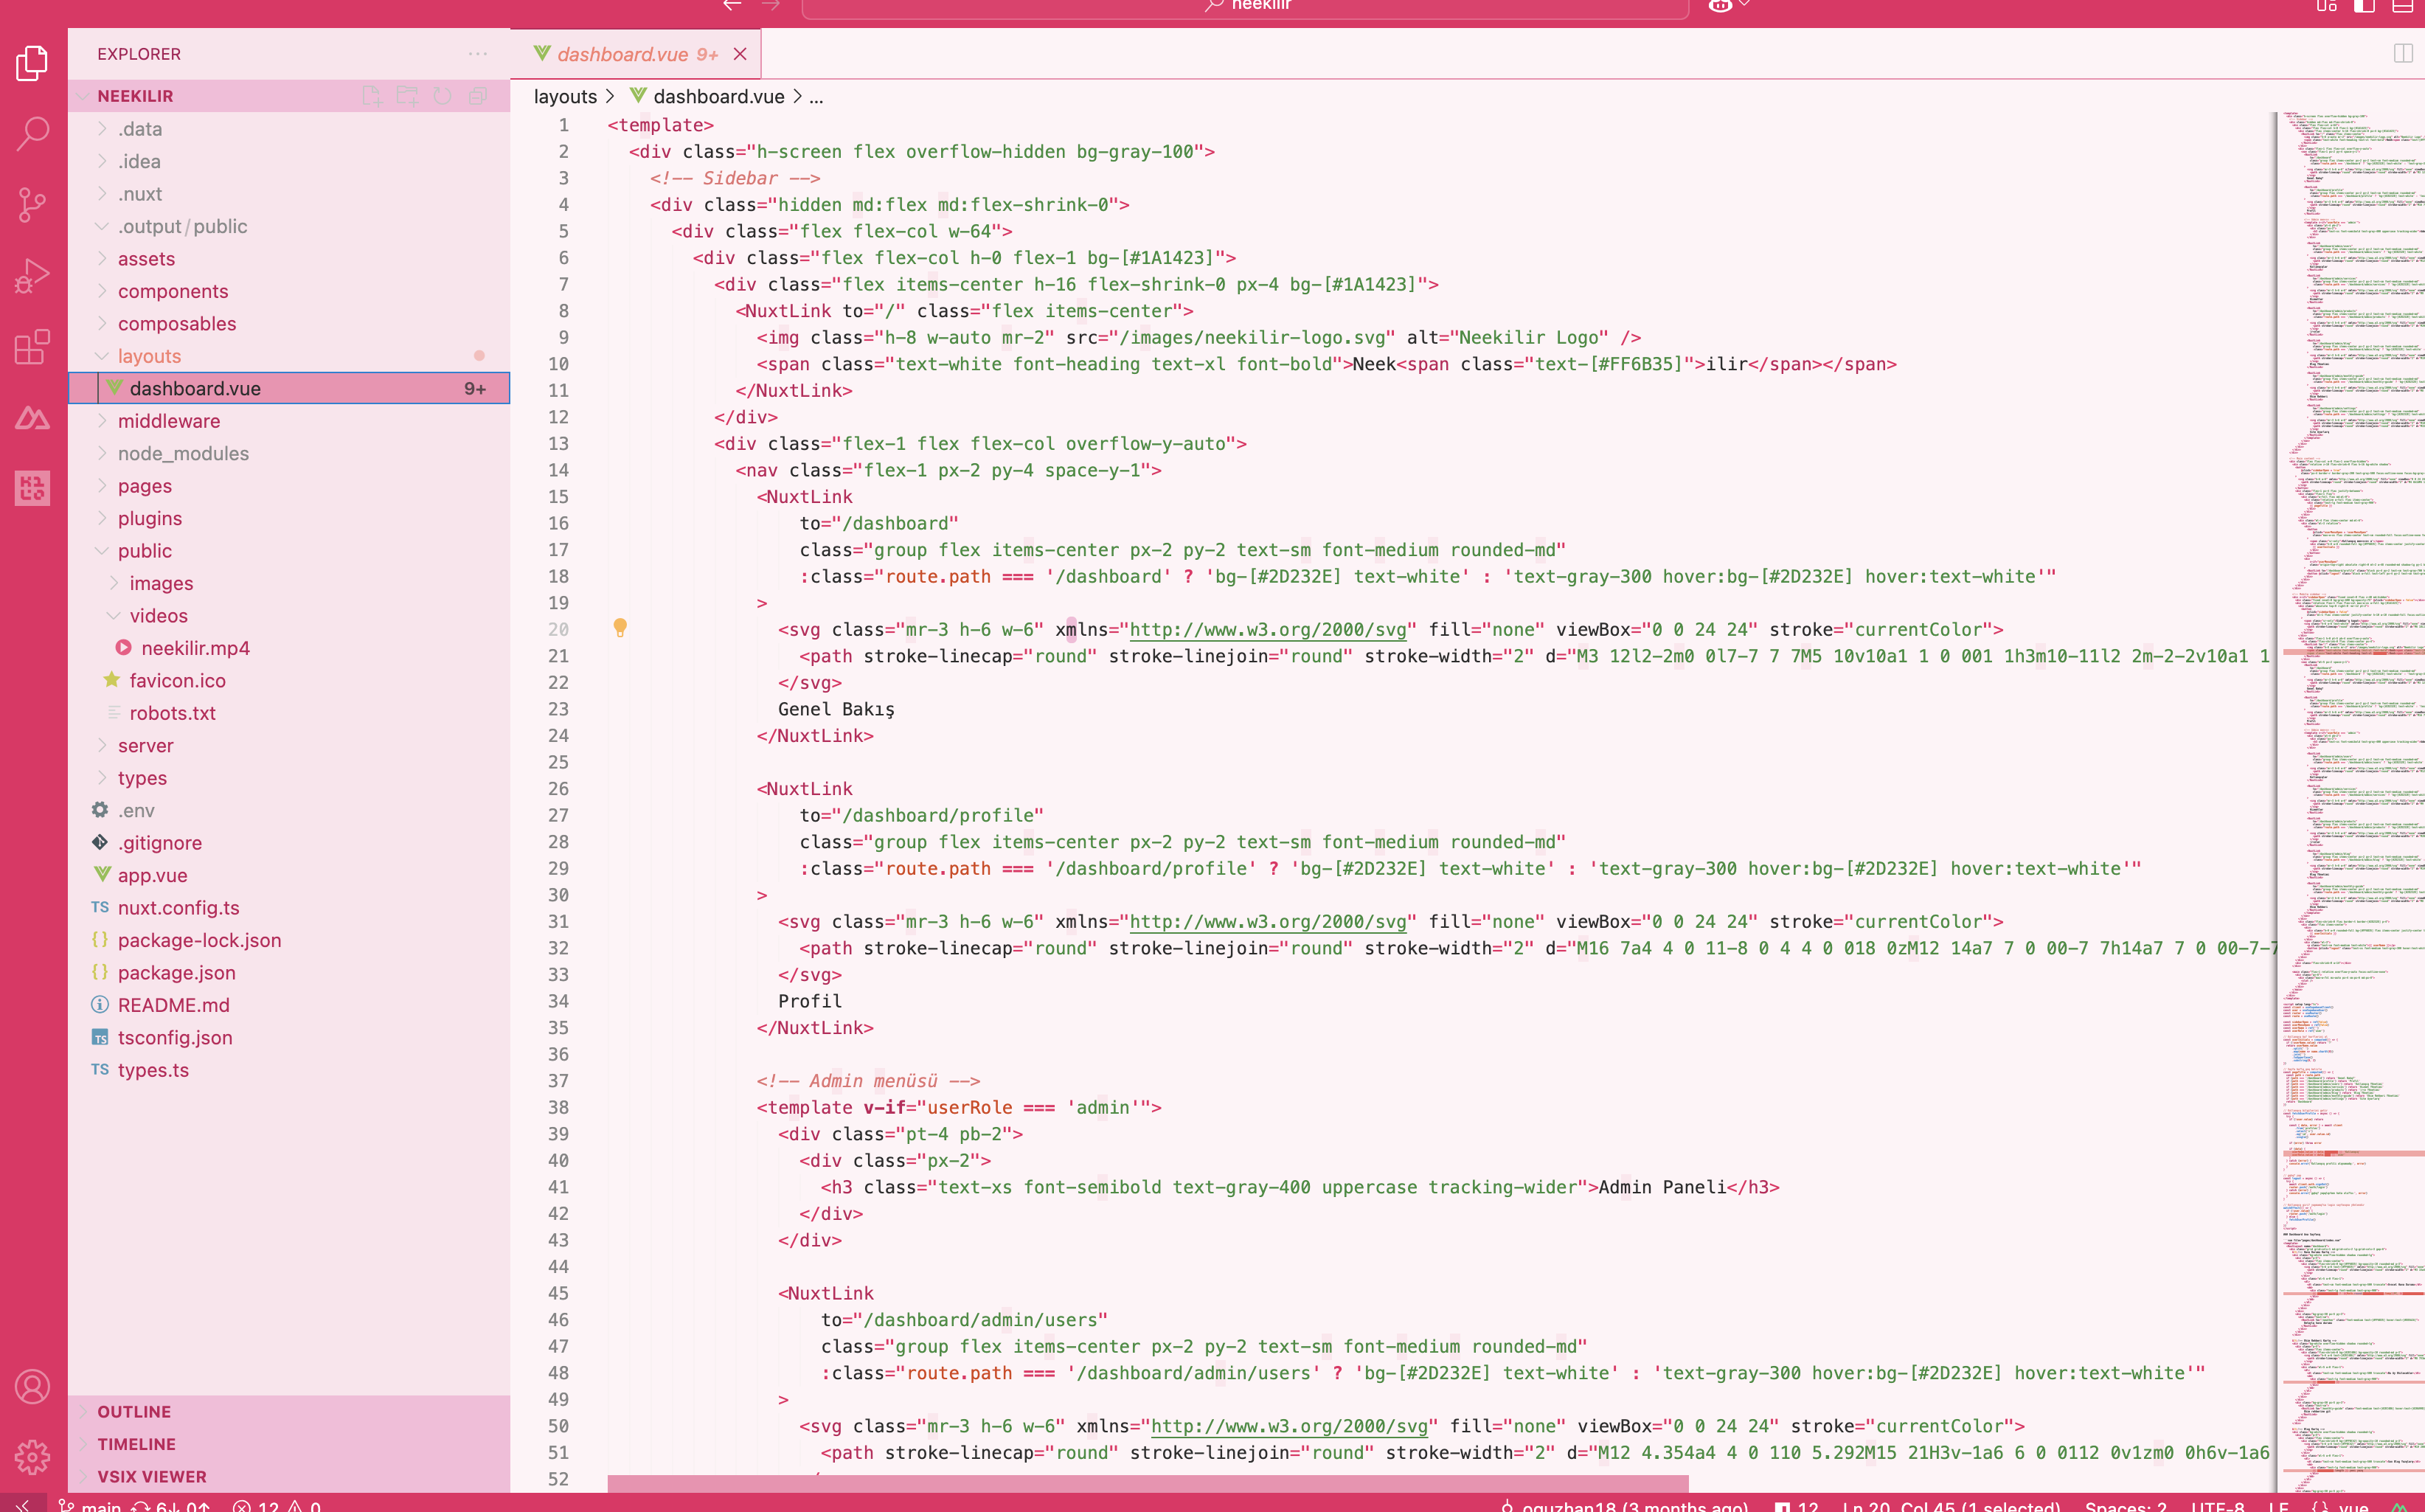 neekilir
EXPLORER
NEEKILIR
.data
.idea
.nuxt
.output/public
assets
components
composables
layouts
dashboard.vue 9+
middleware
node_modules
pages
plugins
public
images
videos
neekilir.mp4
favicon.ico
robots.txt
server
types
.env
.gitignore
app.vue
TS nuxt.config.ts
{} package-lock.json
{} package.json
README.md
TS tsconfig.json
TS types.ts
OUTLINE
TIMELINE
VSIX VIEWER
dashboard.vue 9+
layouts > dashboard.vue > ...
1 <template>
2 <div class="h-screen flex overflow-hidden bg-gray-100">
3 <!-- Sidebar -->
4 <div class="hidden md:flex md:flex-shrink-0">
5 <div class="flex flex-col w-64">
6 <div class="flex flex-col h-0 flex-1 bg-[#1A1423]">
7 <div class="flex items-center h-16 flex-shrink-0 px-4 bg-[#1A1423]">
8 <NuxtLink to="/" class="flex items-center">
9 <img class="h-8 w-auto mr-2" src="/images/neekilir-logo.svg" alt="Neekilir Logo" />
10 <span class="text-white font-heading text-xl font-bold">Neek<span class="text-[#FF6B35]">ilir</span></span>
11 </NuxtLink>
12 </div>
13 <div class="flex-1 flex flex-col overflow-y-auto">
14 <nav class="flex-1 px-2 py-4 space-y-1">
15 <NuxtLink
16 to="/dashboard"
17 class="group flex items-center px-2 py-2 text-sm font-medium rounded-md"
18 :class="route.path === '/dashboard' ? 'bg-[#2D232E] text-white' : 'text-gray-300 hover:bg-[#2D232E] hover:text-white'"
19 >
20 <svg class="mr-3 h-6 w-6" xmlns="http://www.w3.org/2000/svg" fill="none" viewBox="0 0 24 24" stroke="currentColor">
21 <path stroke-linecap="round" stroke-linejoin="round" stroke-width="2" d="M3 12l2-2m0 0l7-7 7 7M5 10v10a1 1 0 001 1h3m10-11l2 2m-2-2v10a1 1
22 </svg>
23 Genel Bakış
24 </NuxtLink>
25
26 <NuxtLink
27 to="/dashboard/profile"
28 class="group flex items-center px-2 py-2 text-sm font-medium rounded-md"
29 :class="route.path === '/dashboard/profile' ? 'bg-[#2D232E] text-white' : 'text-gray-300 hover:bg-[#2D232E] hover:text-white'"
30 >
31 <svg class="mr-3 h-6 w-6" xmlns="http://www.w3.org/2000/svg" fill="none" viewBox="0 0 24 24" stroke="currentColor">
32 <path stroke-linecap="round" stroke-linejoin="round" stroke-width="2" d="M16 7a4 4 0 11-8 0 4 4 0 018 0zM12 14a7 7 0 00-7 7h14a7 7 0 00-7-7
33 </svg>
34 Profil
35 </NuxtLink>
36
37 <!-- Admin menüsü -->
38 <template v-if="userRole === 'admin'">
39 <div class="pt-4 pb-2">
40 <div class="px-2">
41 <h3 class="text-xs font-semibold text-gray-400 uppercase tracking-wider">Admin Paneli</h3>
42 </div>
43 </div>
44
45 <NuxtLink
46 to="/dashboard/admin/users"
47 class="group flex items-center px-2 py-2 text-sm font-medium rounded-md"
48 :class="route.path === '/dashboard/admin/users' ? 'bg-[#2D232E] text-white' : 'text-gray-300 hover:bg-[#2D232E] hover:text-white'"
49 >
50 <svg class="mr-3 h-6 w-6" xmlns="http://www.w3.org/2000/svg" fill="none" viewBox="0 0 24 24" stroke="currentColor">
51 <path stroke-linecap="round" stroke-linejoin="round" stroke-width="2" d="M12 4.354a4 4 0 110 5.292M15 21H3v-1a6 6 0 0112 0v1zm0 0h6v-1a6
52
main 6↓ 0↑ 12 0
oguzhan18 (3 months ago) 12 Ln 20, Col 45 (1 selected) Spaces: 2 UTF-8 LF {} vue